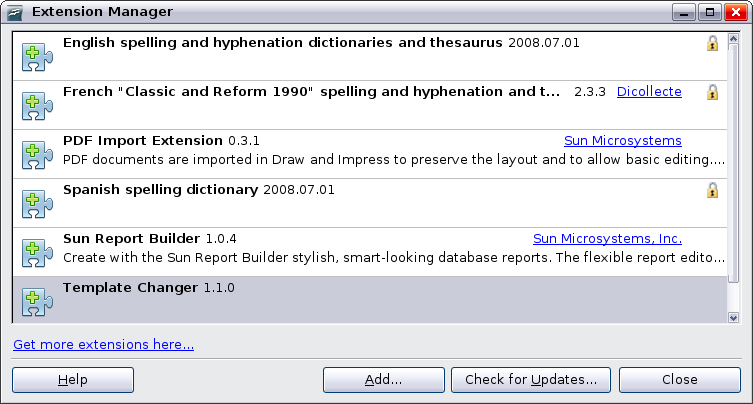 Extension Manager
English spelling and hyphenation dictionaries and thesaurus 2008.07.01
French "Classic and Reform 1990" spelling and hyphenation and t... 2.3.3 Dicollecte
PDF Import Extension 0.3.1 Sun Microsystems
PDF documents are imported in Draw and Impress to preserve the layout and to allow basic editing....
Spanish spelling dictionary 2008.07.01
Sun Report Builder 1.0.4 Sun Microsystems, Inc.
Create with the Sun Report Builder stylish, smart-looking database reports. The flexible report edito...
Template Changer 1.1.0
Get more extensions here...
Help Add... Check for Updates... Close